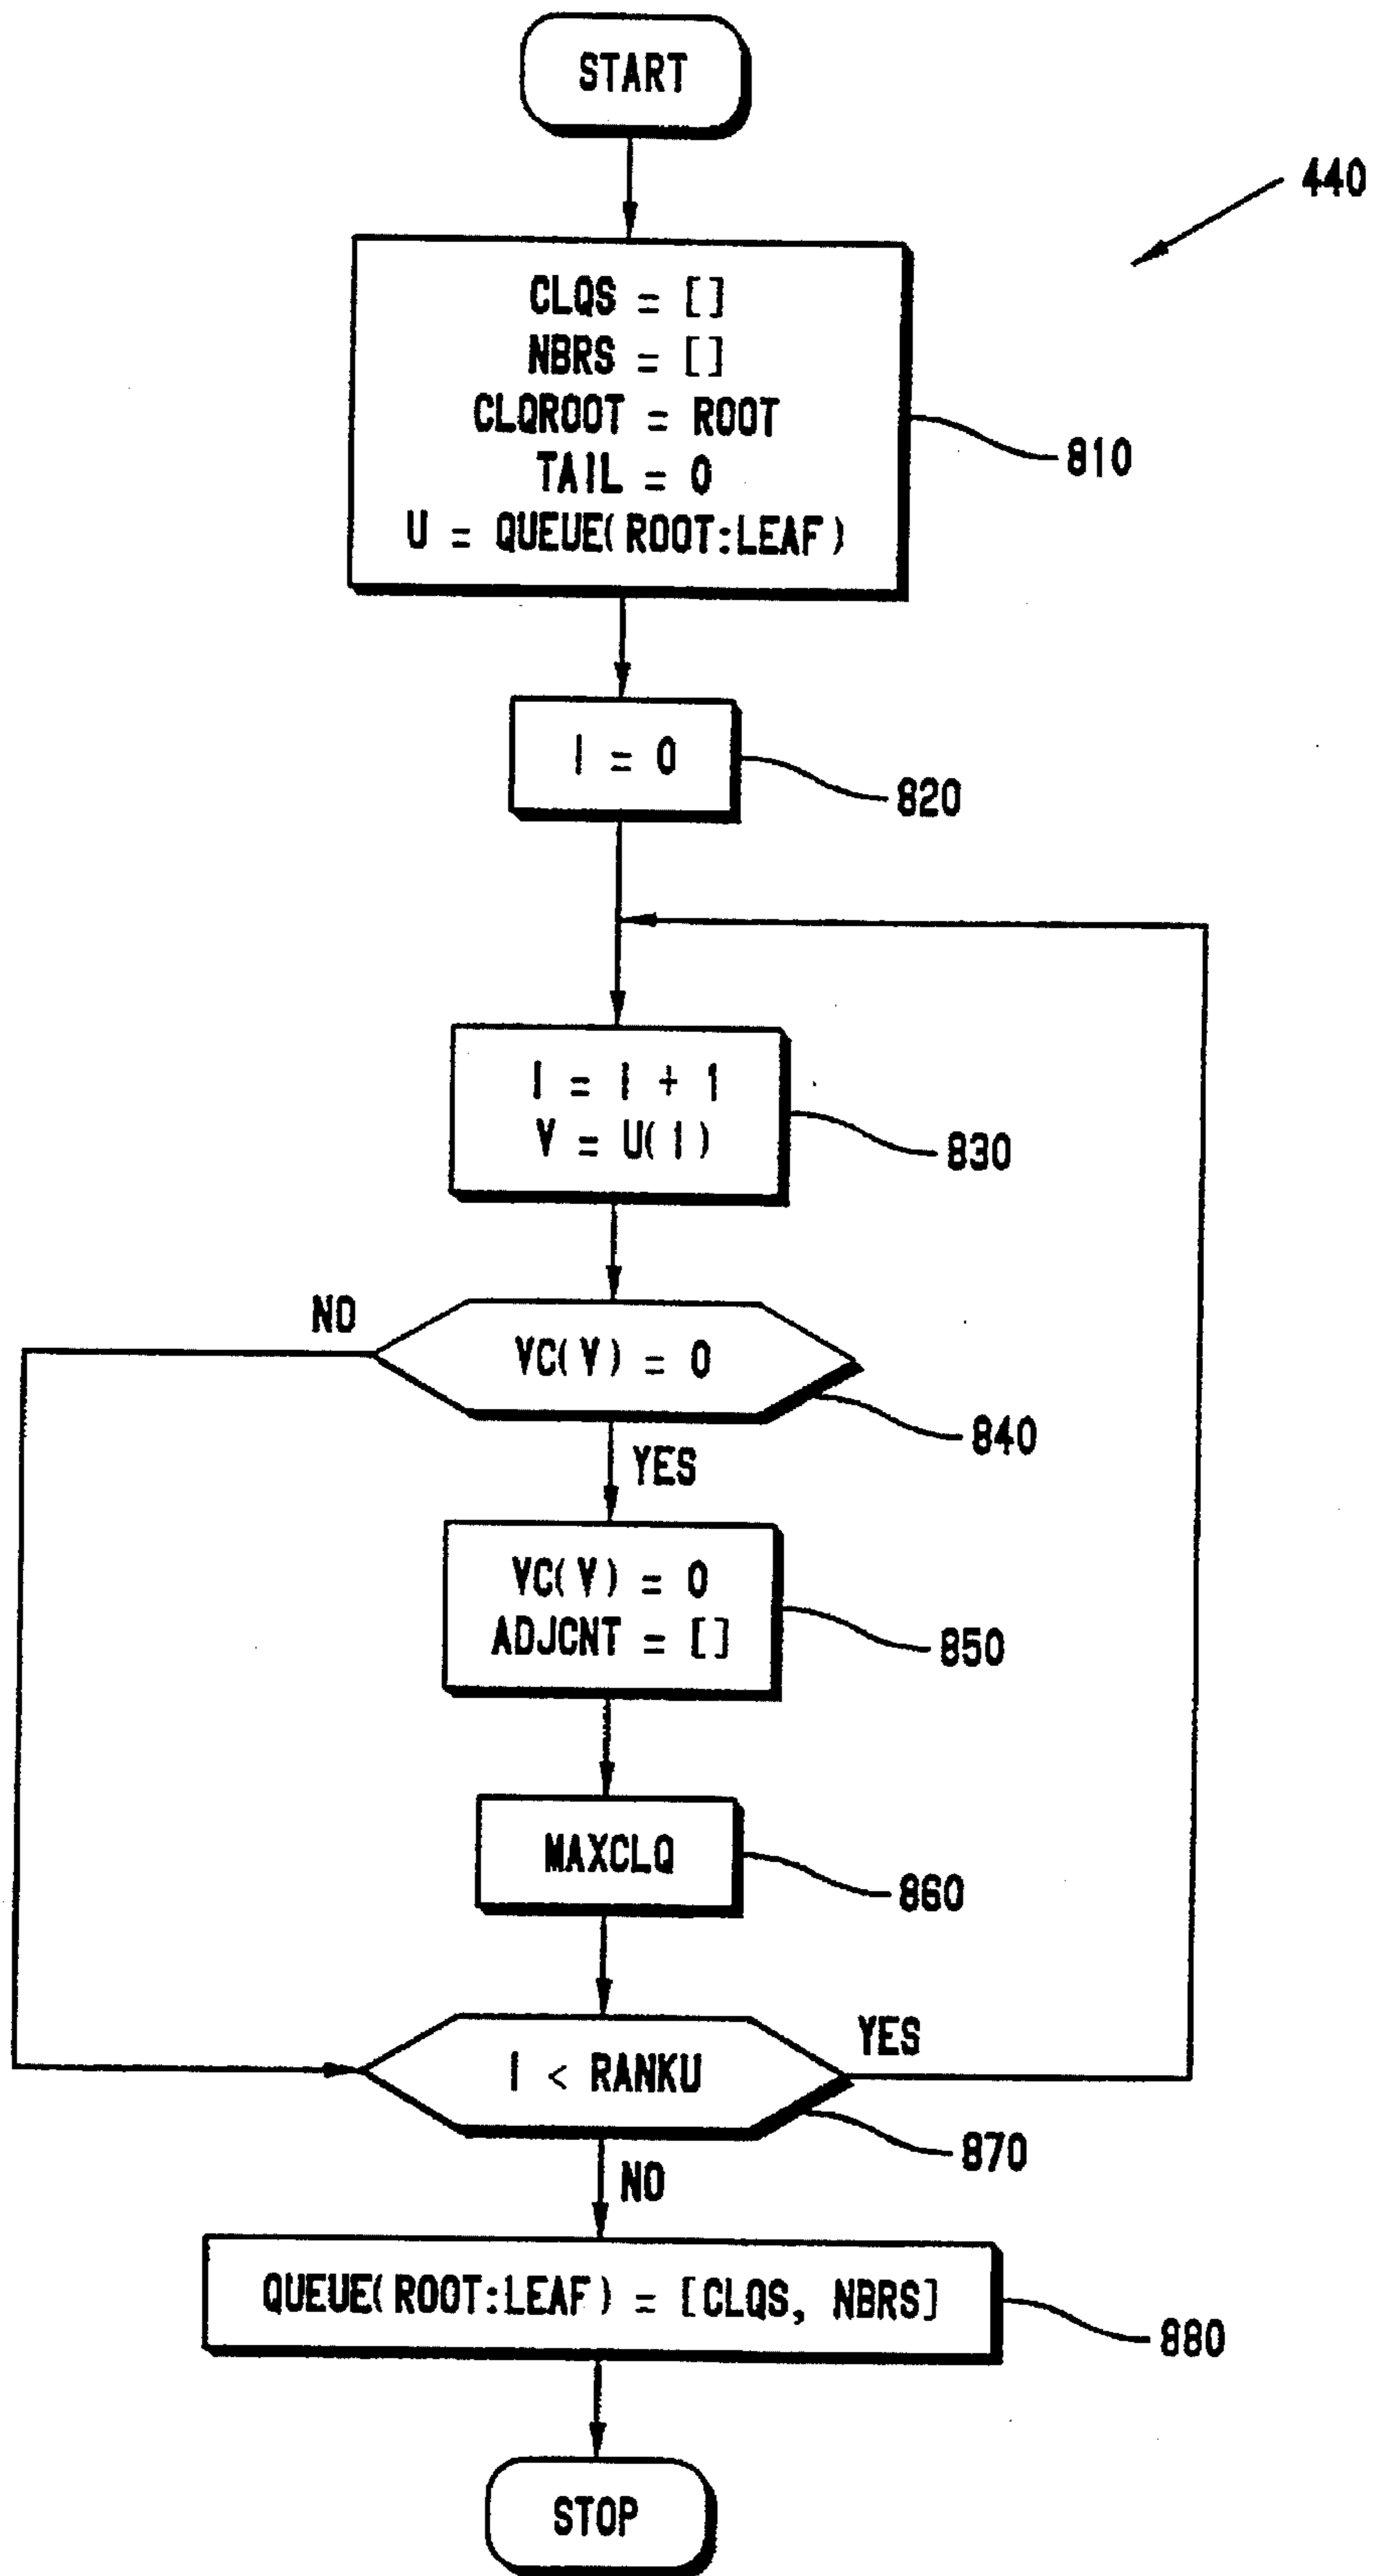 START
440
CLQS = []
NBRS = []
CLQROOT = ROOT
TAIL = 0
U = QUEUE(ROOT:LEAF)
810
I = 0
820
I = I + 1
V = U(I)
830
NO
VC(V) = 0
840
YES
VC(V) = 0
ADJCNT = []
850
MAXCLQ
860
YES
I < RANKU
870
NO
QUEUE(ROOT:LEAF) = [CLQS, NBRS]
880
STOP